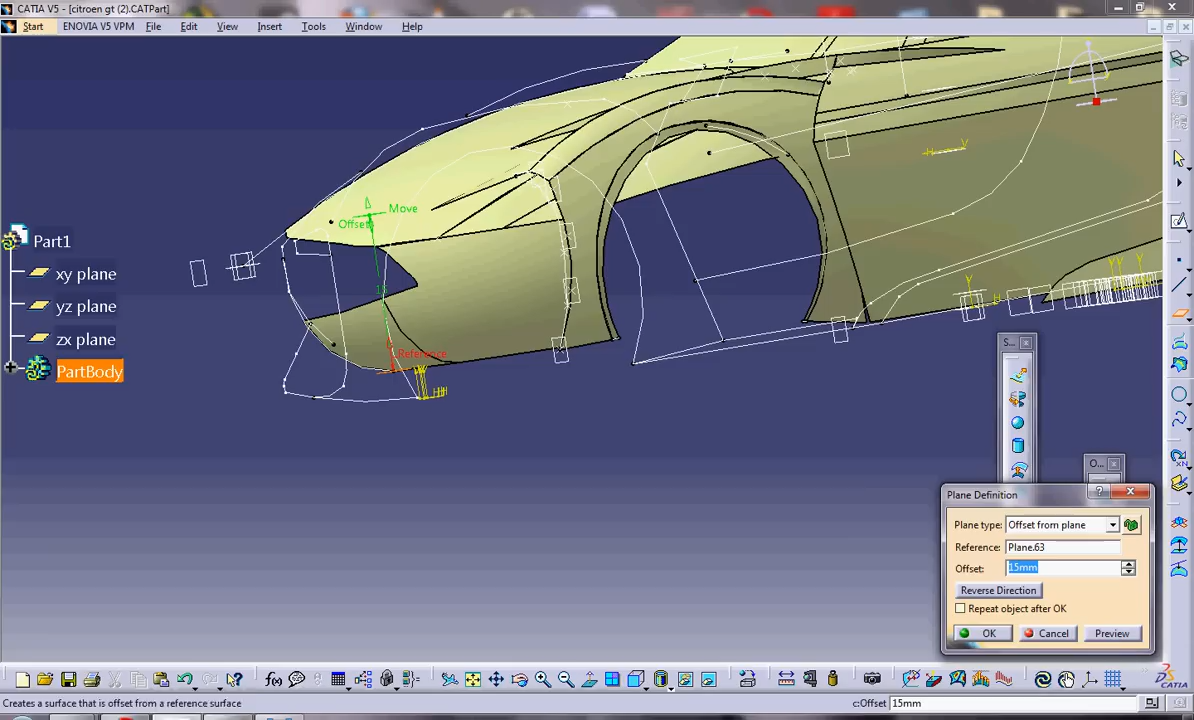 CATIA V5 - [citroen gt (2).CATPart]
Start ENOVIA V5 VPM File Edit View Insert Tools Window Help
Move
Offset
H V
Part1
xy plane
yz plane
zx plane
PartBody
Reference
S...
O...
Plane Definition
Plane type: Offset from plane
Reference: Plane.63
Offset: 15mm
Reverse Direction
Repeat object after OK
OK Cancel Preview
CATIA
Creates a surface that is offset from a reference surface c:Offset 15mm